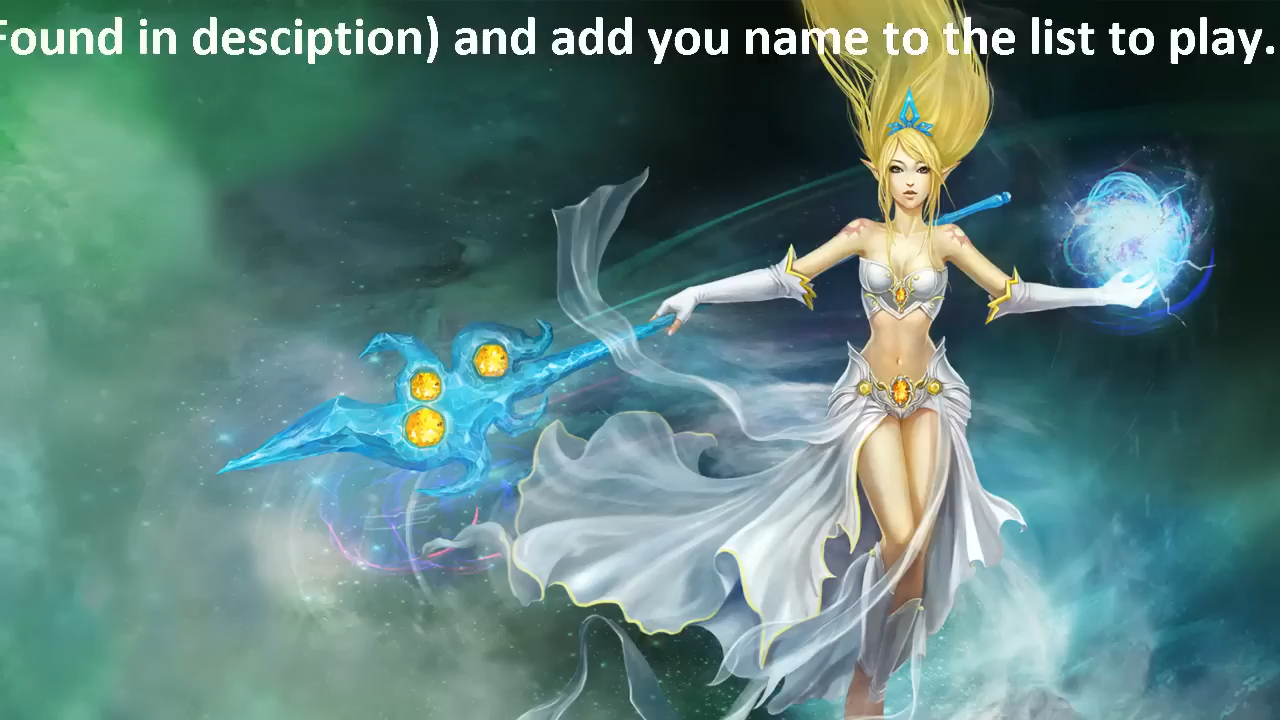 Found in desciption) and add you name to the list to play.